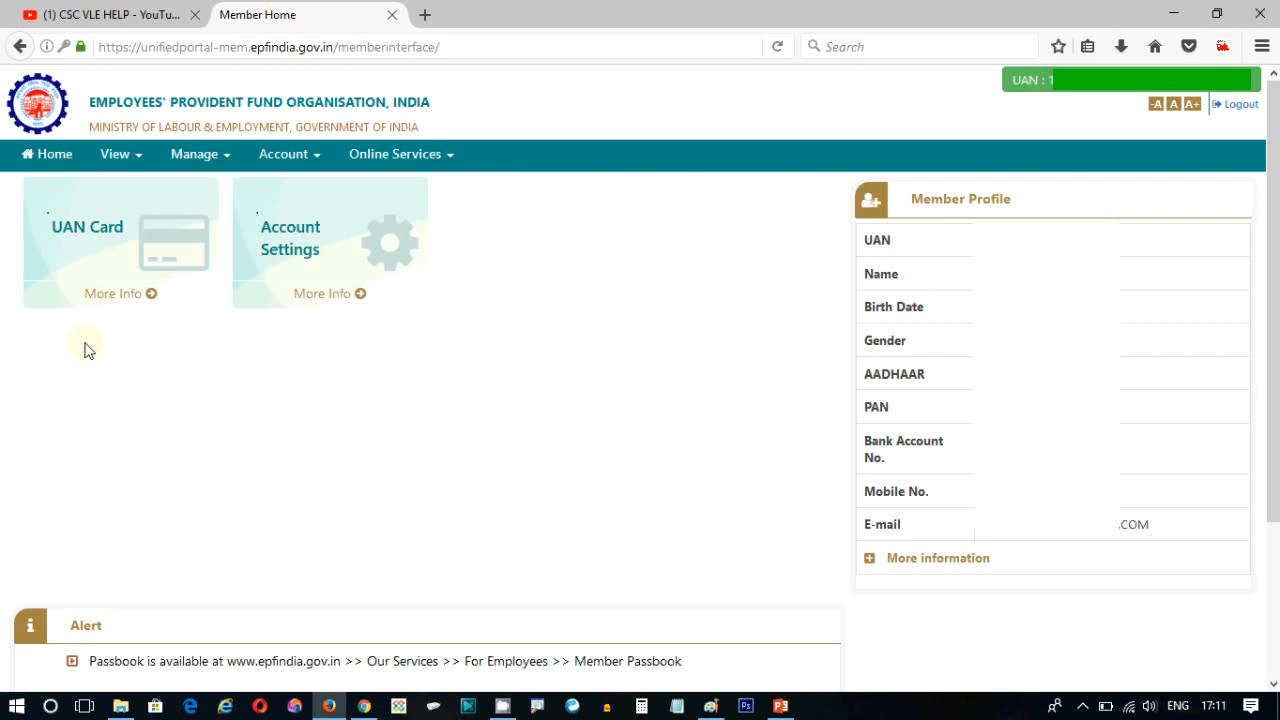 (1) CSC VLE HELP - YouTu...
Member Home
https://unifiedportal-mem.epfindia.gov.in/memberinterface/
Search
UAN : 1
EMPLOYEES' PROVIDENT FUND ORGANISATION, INDIA
MINISTRY OF LABOUR & EMPLOYMENT, GOVERNMENT OF INDIA
-A A A+ Logout
Home View Manage Account Online Services
UAN Card
More Info
Account
Settings
More Info
Member Profile
UAN
Name
Birth Date
Gender
AADHAAR
PAN
Bank Account
No.
Mobile No.
E-mail .COM
More information
Alert
Passbook is available at www.epfindia.gov.in >> Our Services >> For Employees >> Member Passbook
ENG 17:11